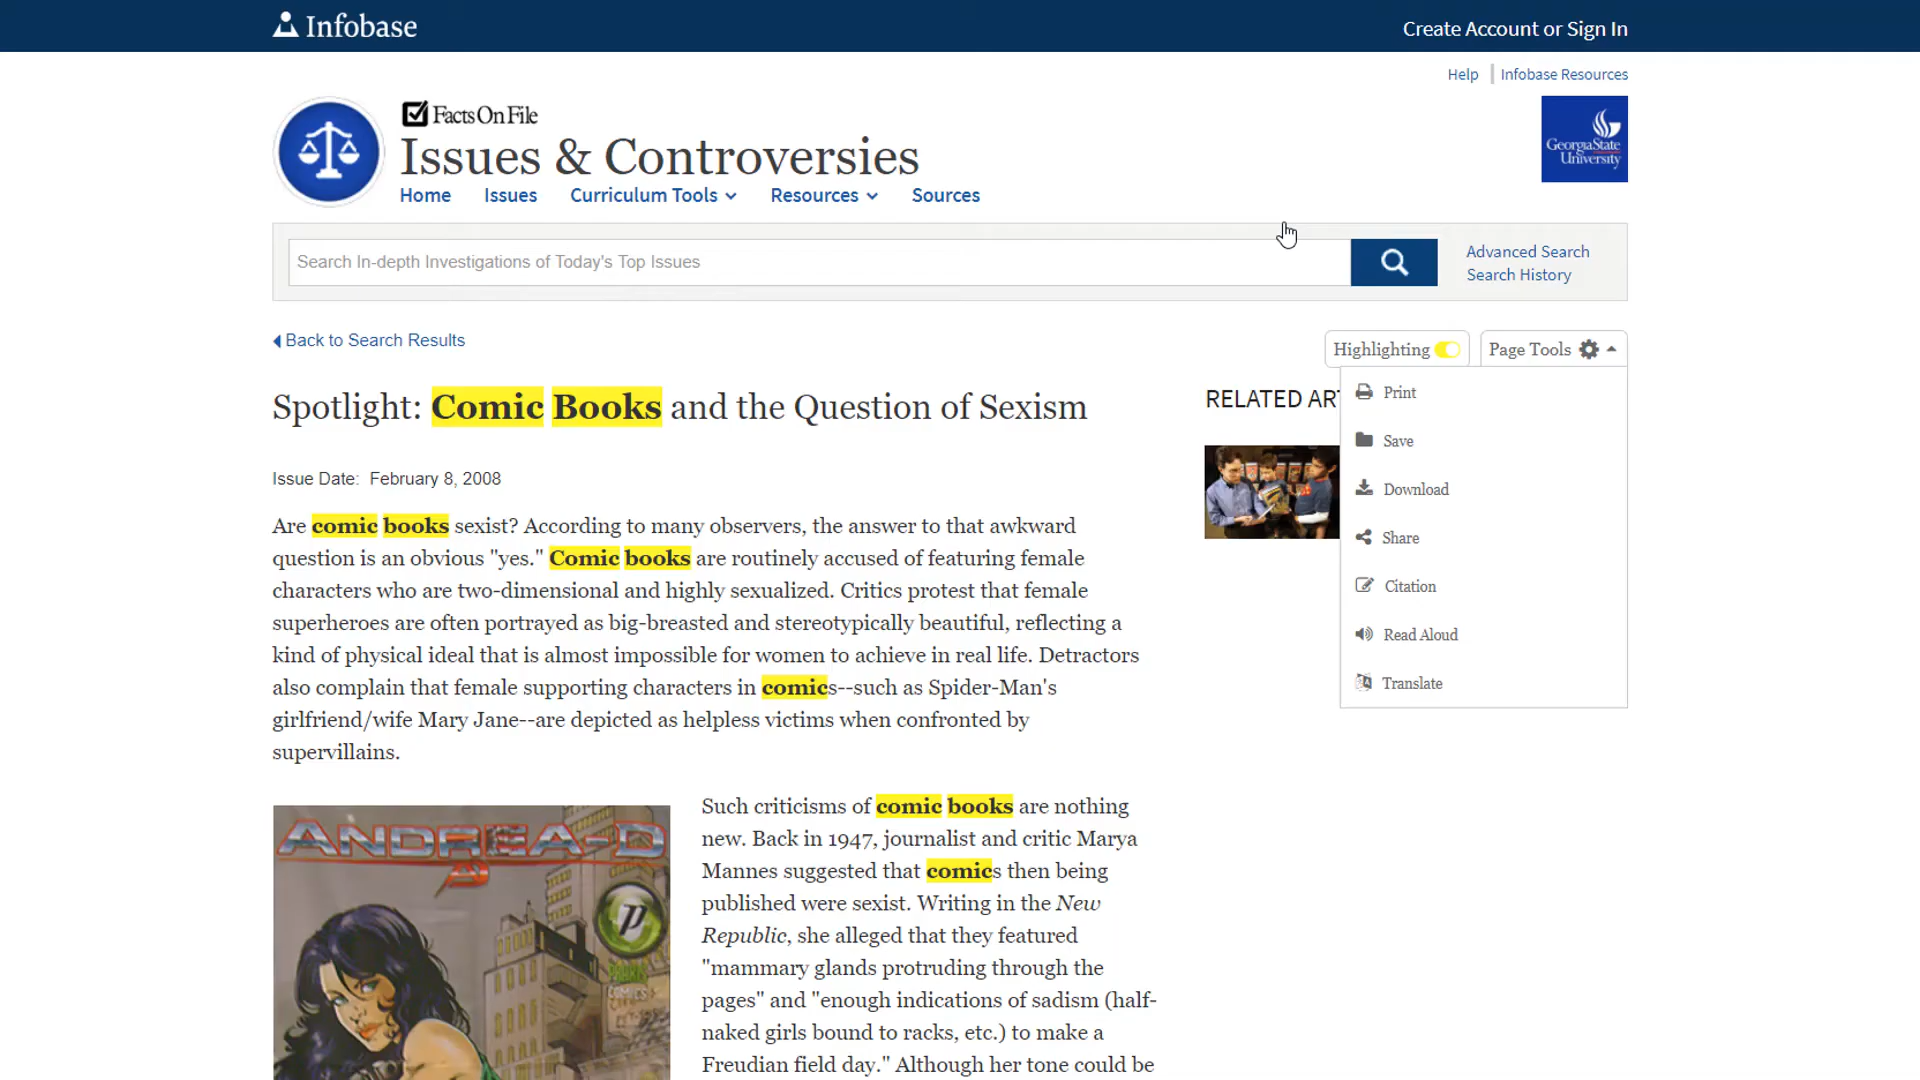 Infobase
Create Account or Sign In
Help
Infobase Resources
Facts On File
Issues & Controversies
GeorgiaState
University
Home
Issues
Curriculum Tools
Resources
Sources
Search In-depth Investigations of Today's Top Issues
Advanced Search
Search History
Back to Search Results
Highlighting
Page Tools
Print
Save
Download
Share
Citation
Read Aloud
Translate
Spotlight: Comic Books and the Question of Sexism
RELATED AR
Issue Date: February 8, 2008
Are comic books sexist? According to many observers, the answer to that awkward
question is an obvious "yes." Comic books are routinely accused of featuring female
characters who are two-dimensional and highly sexualized. Critics protest that female
superheroes are often portrayed as big-breasted and stereotypically beautiful, reflecting a
kind of physical ideal that is almost impossible for women to achieve in real life. Detractors
also complain that female supporting characters in comics--such as Spider-Man's
girlfriend/wife Mary Jane--are depicted as helpless victims when confronted by
supervillains.
ANDREA-D
Such criticisms of comic books are nothing
new. Back in 1947, journalist and critic Marya
Mannes suggested that comics then being
published were sexist. Writing in the New
Republic, she alleged that they featured
"mammary glands protruding through the
pages" and "enough indications of sadism (half-
naked girls bound to racks, etc.) to make a
Freudian field day." Although her tone could be